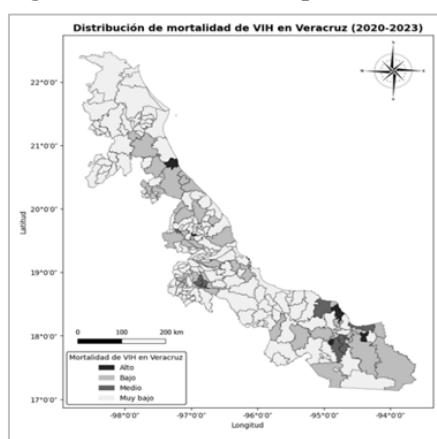 Distribución de mortalidad de VIH en Veracruz (2020-2023)
22°0'0″
21°0'0″
20°0'0″
19°0'0″
18°0'0″
17°0'0″
Latitud
0 100 200 km
Mortalidad de VIH en Veracruz
Alto
Bajo
Medio
Muy bajo
-98°0'0″ -97°0'0″ -96°0'0″ -95°0'0″ -94°0'0″
Longitud